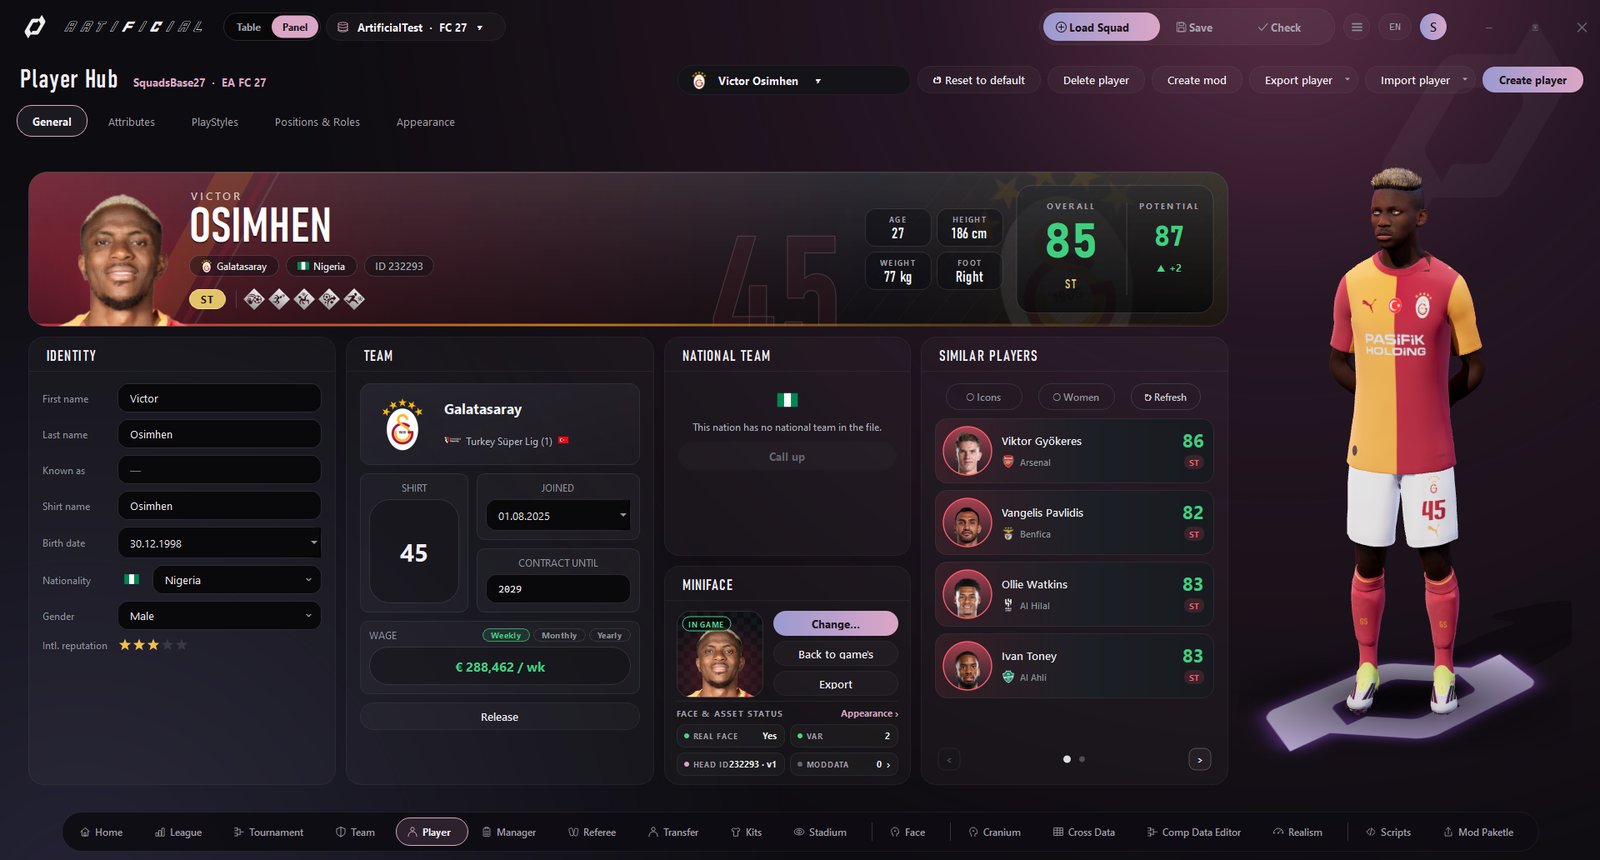 ARTIFICIAL
Table
Panel
ArtificialTest · FC 27
Load Squad
Save
Check
EN
S
Player Hub
SquadsBase27 · EA FC 27
Victor Osimhen
Reset to default
Delete player
Create mod
Export player
Import player
Create player
General
Attributes
PlayStyles
Positions & Roles
Appearance
VICTOR
OSIMHEN
Galatasaray
Nigeria
ID 232293
ST
45
AGE
27
HEIGHT
186 cm
WEIGHT
77 kg
FOOT
Right
OVERALL
85
ST
POTENTIAL
87
▲ +2
IDENTITY
First name
Victor
Last name
Osimhen
Known as
—
Shirt name
Osimhen
Birth date
30.12.1998
Nationality
Nigeria
Gender
Male
Intl. reputation
TEAM
Galatasaray
Turkey Süper Lig (1)
SHIRT
45
JOINED
01.08.2025
CONTRACT UNTIL
2029
WAGE
Weekly
Monthly
Yearly
€ 288,462 / wk
Release
NATIONAL TEAM
This nation has no national team in the file.
Call up
MINIFACE
IN GAME
Change...
Back to game's
Export
FACE & ASSET STATUS
Appearance ›
REAL FACE Yes
VAR 2
HEAD ID 232293 · v1
MODDATA 0 ›
SIMILAR PLAYERS
Icons
Women
Refresh
Viktor Gyökeres
86
Arsenal
ST
Vangelis Pavlidis
82
Benfica
ST
Ollie Watkins
83
Al Hilal
ST
Ivan Toney
83
Al Ahli
ST
<
>
PASIFIK
HOLDING
45
Home
League
Tournament
Team
Player
Manager
Referee
Transfer
Kits
Stadium
Face
Cranium
Cross Data
Comp Data Editor
Realism
Scripts
Mod Paketle